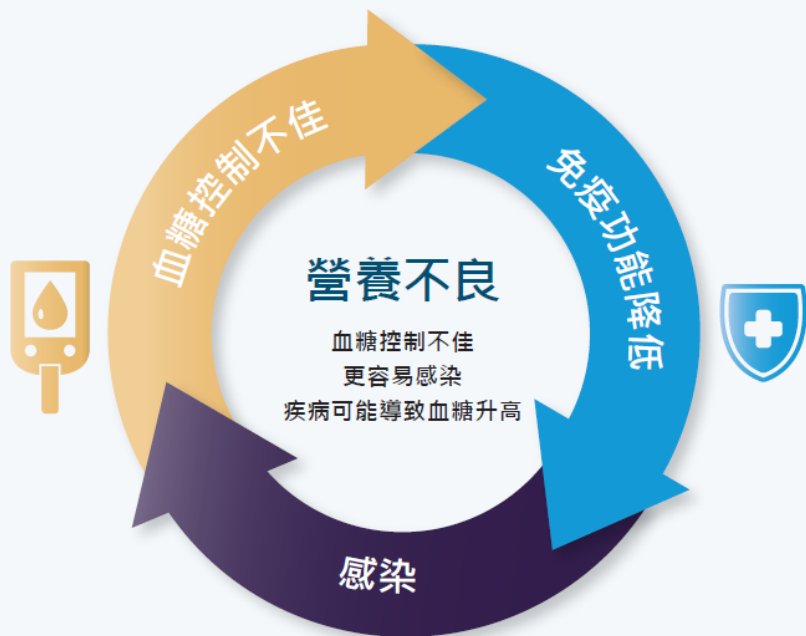 血糖控制不佳
免疫功能降低
營養不良
血糖控制不佳
更容易感染
疾病可能導致血糖升高
感染